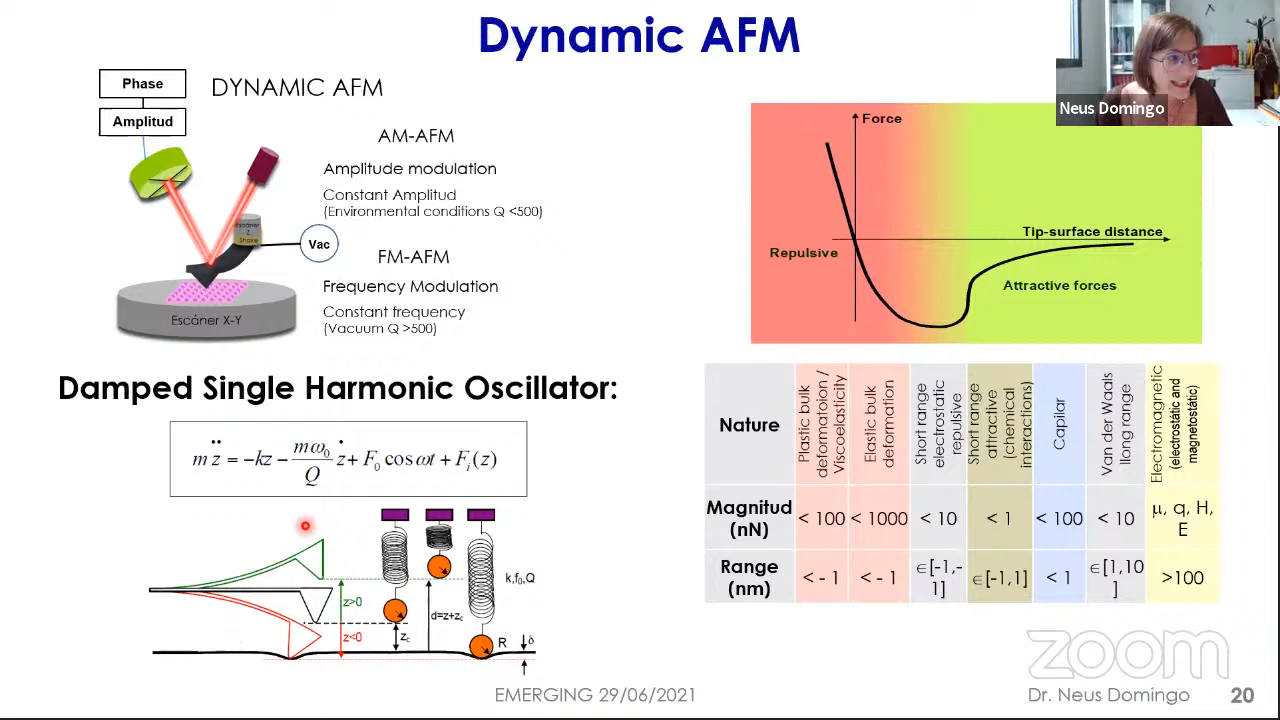 Dynamic AFM
Phase
Amplitud
DYNAMIC AFM
AM-AFM
Amplitude modulation
Constant Amplitud
(Environmental conditions Q <500)
Vac
FM-AFM
Frequency Modulation
Constant frequency
(Vacuum Q >500)
Escáner
Z
Shake
Escáner X-Y
Neus Domingo
Force
Tip-surface distance
Repulsive
Attractive forces
Damped Single Harmonic Oscillator:
m z̈ = -kz - mω₀/Q ż + F₀ cos ωt + Fᵢ(z)
k,f₀,Q
z>0
z<0
d=z+z꜀
z꜀
R
δ
Nature
Plastic bulk
deformatoion /
Viscoelasticity
Elastic bulk
deformation
Short range
electrostatic
repulsive
Short range
attractive
(chemical
interactions)
Capilar
Van der Waals
llong range
Electromagnetic
(electrostátic and
magnetostátic)
Magnitud
(nN)
< 100
< 1000
< 10
< 1
< 100
< 10
μ, q, H,
E
Range
(nm)
< - 1
< - 1
∈[-1,-
1]
∈[-1,1]
< 1
∈[1,10
]
>100
zoom
EMERGING 29/06/2021
Dr. Neus Domingo
20